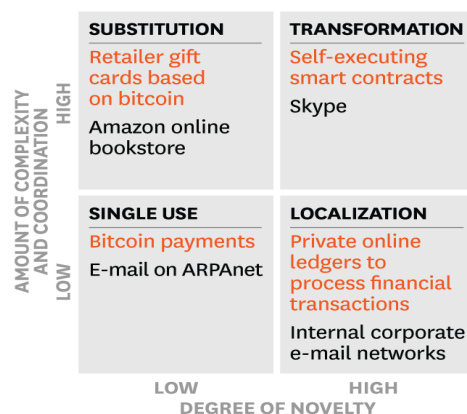 SUBSTITUTION
Retailer gift
cards based
on bitcoin
Amazon online
bookstore
TRANSFORMATION
Self-executing
smart contracts
Skype
SINGLE USE
Bitcoin payments
E-mail on ARPAnet
LOCALIZATION
Private online
ledgers to
process financial
transactions
Internal corporate
e-mail networks
AMOUNT OF COMPLEXITY
AND COORDINATION
HIGH
LOW
LOW
HIGH
DEGREE OF NOVELTY